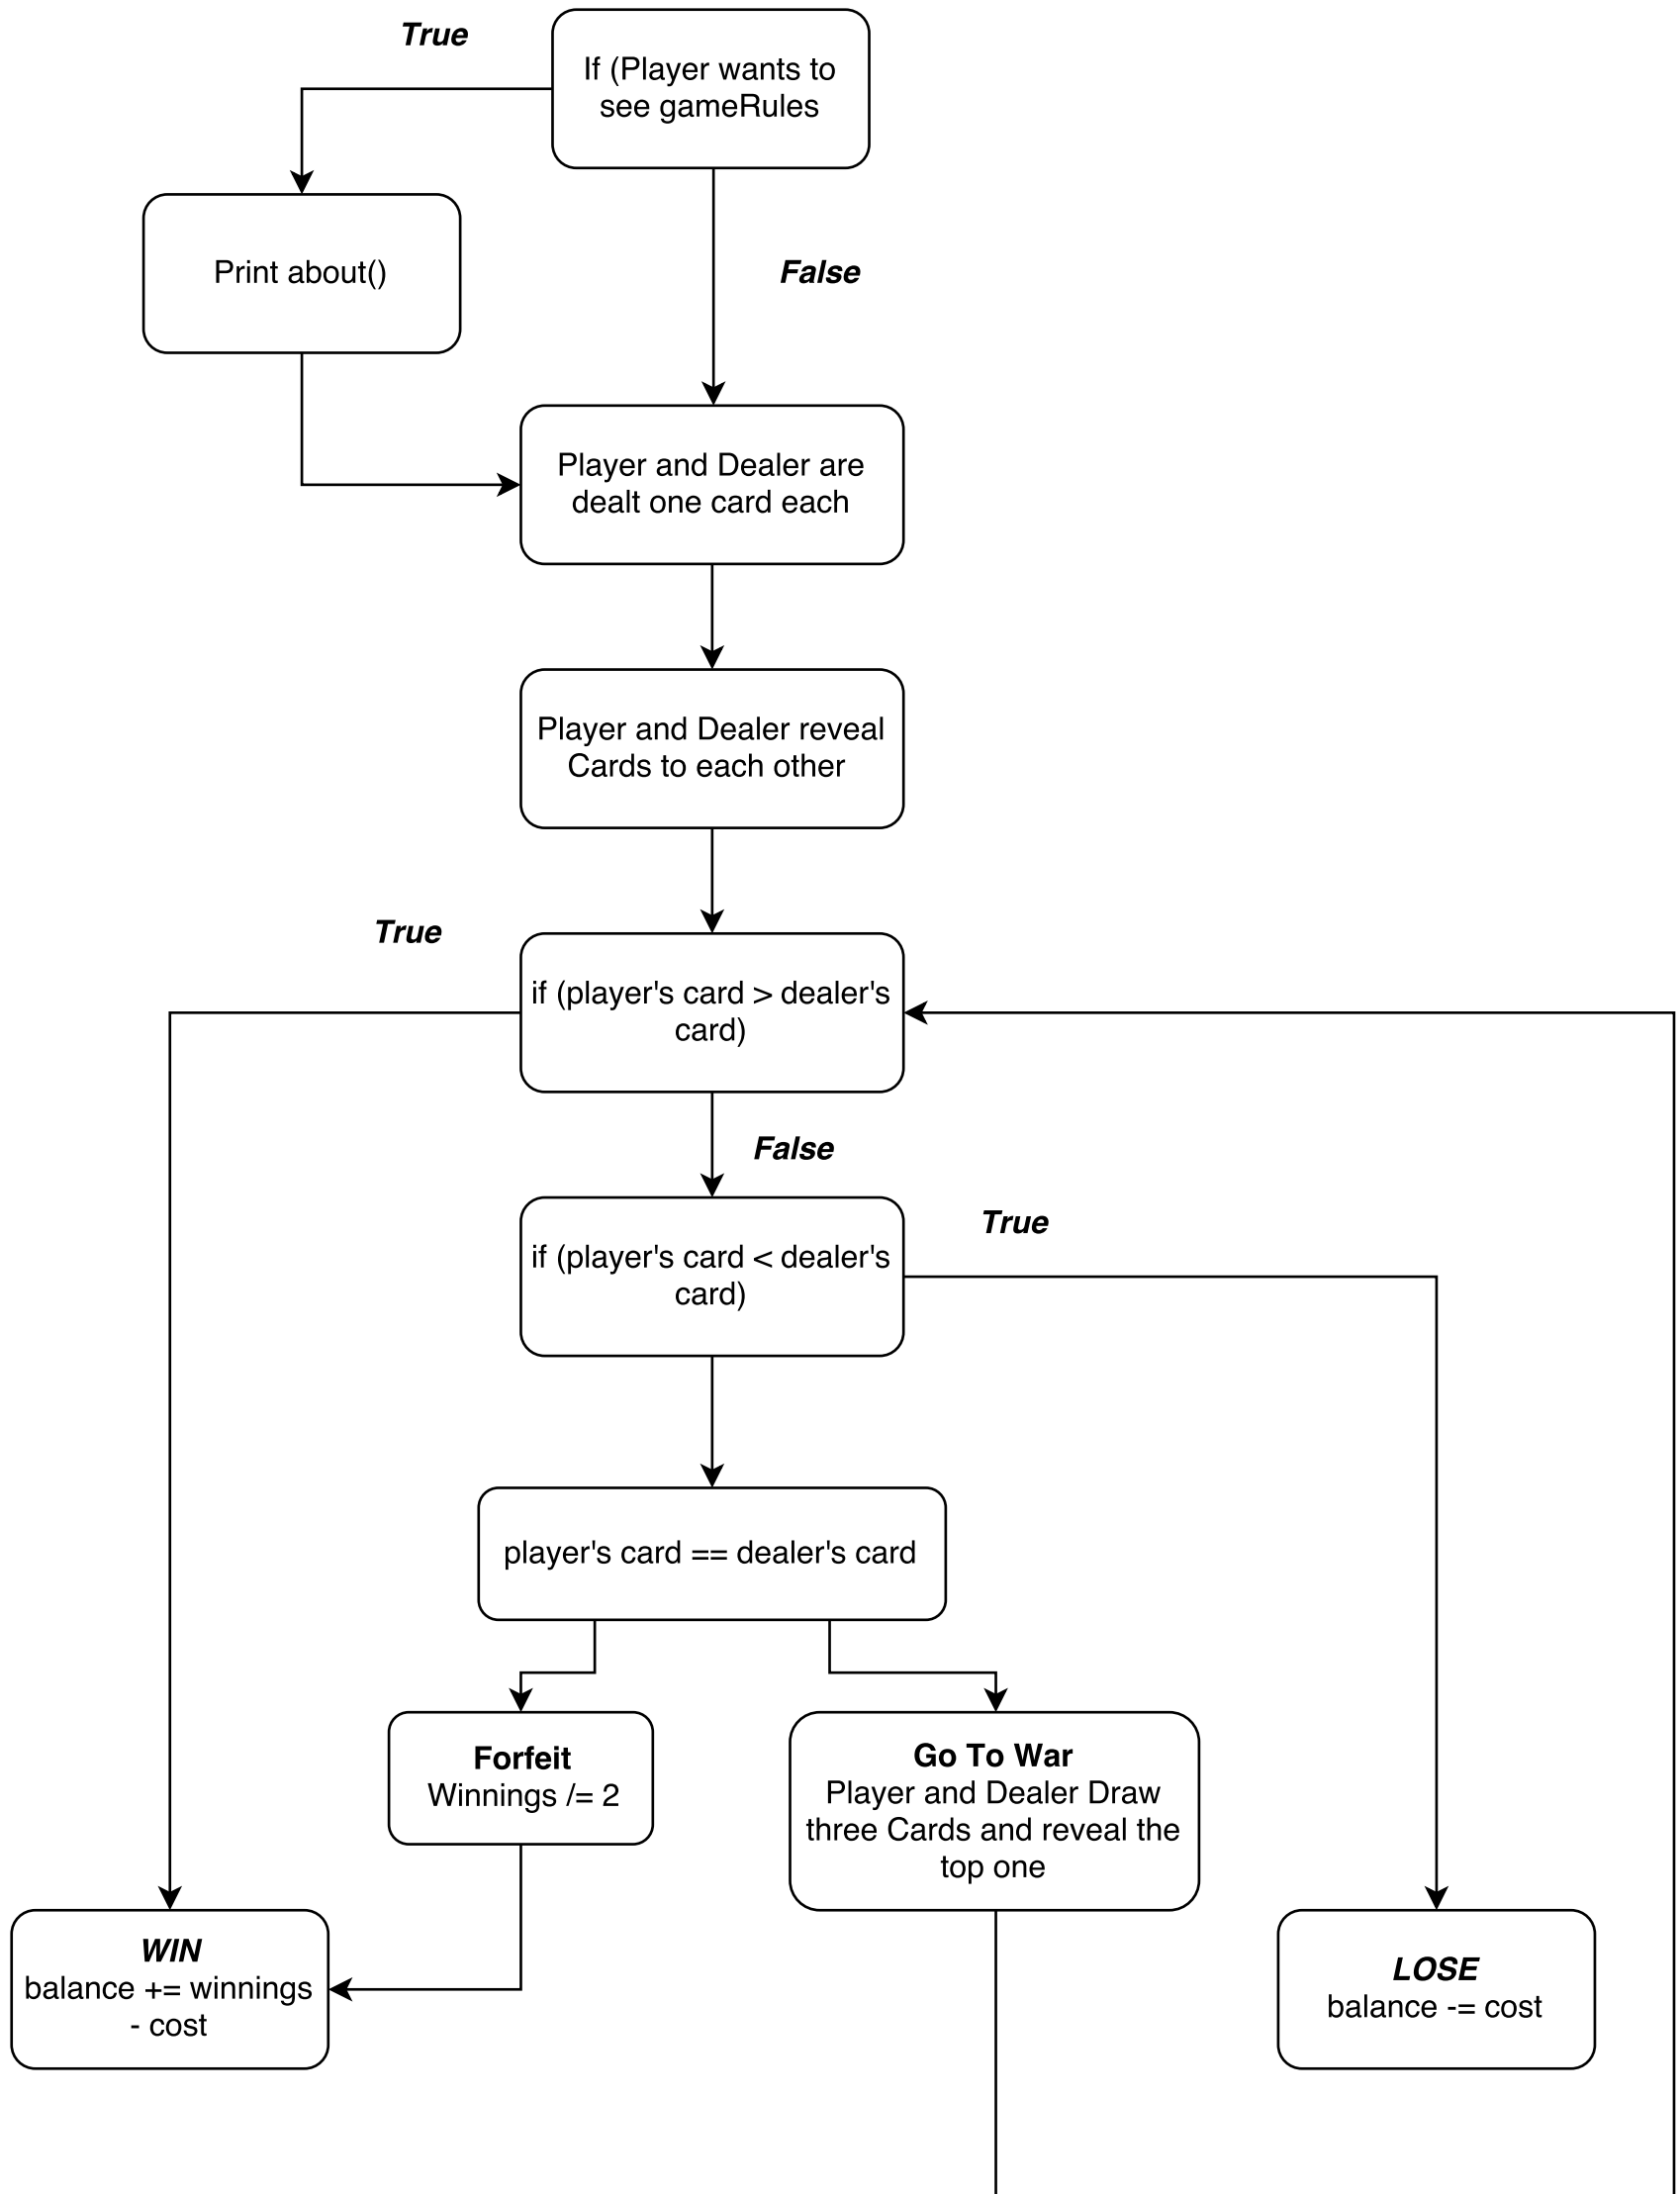 True
If (Player wants to
see gameRules
Print about()
False
Player and Dealer are
dealt one card each
Player and Dealer reveal
Cards to each other
True
if (player's card > dealer's
card)
False
True
if (player's card < dealer's
card)
player's card == dealer's card
Forfeit
Winnings /= 2
Go To War
Player and Dealer Draw
three Cards and reveal the
top one
WIN
balance += winnings
- cost
LOSE
balance -= cost